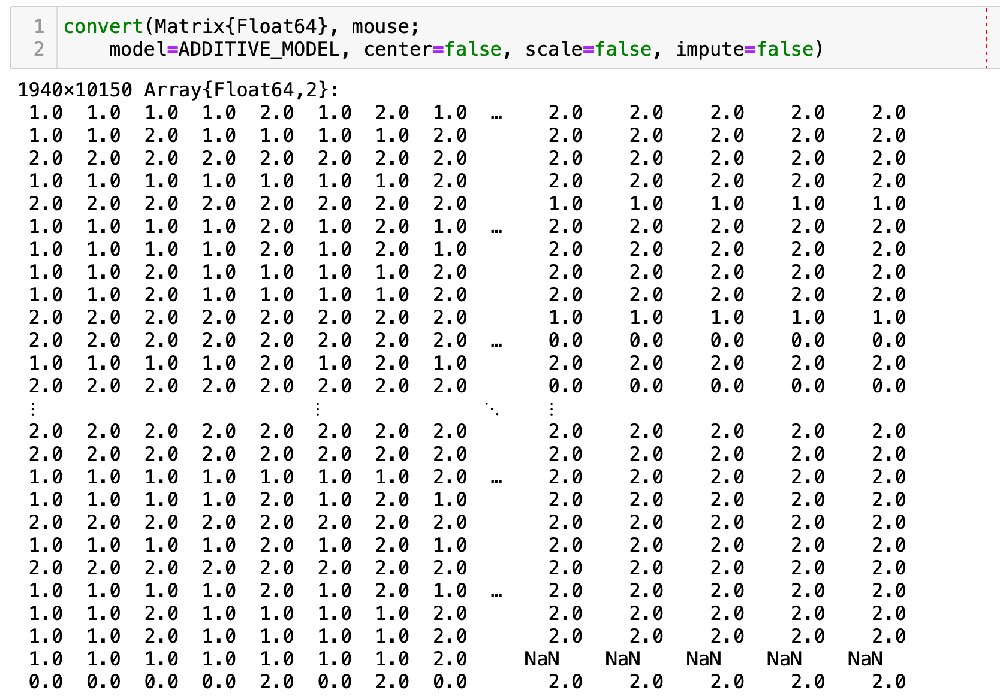 1 convert(Matrix{Float64}, mouse;
2     model=ADDITIVE_MODEL, center=false, scale=false, impute=false)
1940×10150 Array{Float64,2}:
 1.0  1.0  1.0  1.0  2.0  1.0  2.0  1.0  …    2.0    2.0    2.0    2.0    2.0
 1.0  1.0  2.0  1.0  1.0  1.0  1.0  2.0       2.0    2.0    2.0    2.0    2.0
 2.0  2.0  2.0  2.0  2.0  2.0  2.0  2.0       2.0    2.0    2.0    2.0    2.0
 1.0  1.0  1.0  1.0  1.0  1.0  1.0  2.0       2.0    2.0    2.0    2.0    2.0
 2.0  2.0  2.0  2.0  2.0  2.0  2.0  2.0       1.0    1.0    1.0    1.0    1.0
 1.0  1.0  1.0  1.0  2.0  1.0  2.0  1.0  …    2.0    2.0    2.0    2.0    2.0
 1.0  1.0  1.0  1.0  2.0  1.0  2.0  1.0       2.0    2.0    2.0    2.0    2.0
 1.0  1.0  2.0  1.0  1.0  1.0  1.0  2.0       2.0    2.0    2.0    2.0    2.0
 1.0  1.0  2.0  1.0  1.0  1.0  1.0  2.0       2.0    2.0    2.0    2.0    2.0
 2.0  2.0  2.0  2.0  2.0  2.0  2.0  2.0       1.0    1.0    1.0    1.0    1.0
 2.0  2.0  2.0  2.0  2.0  2.0  2.0  2.0  …    0.0    0.0    0.0    0.0    0.0
 1.0  1.0  1.0  1.0  2.0  1.0  2.0  1.0       2.0    2.0    2.0    2.0    2.0
 2.0  2.0  2.0  2.0  2.0  2.0  2.0  2.0       0.0    0.0    0.0    0.0    0.0
 ⋮                        ⋮              ⋱    ⋮
 2.0  2.0  2.0  2.0  2.0  2.0  2.0  2.0       2.0    2.0    2.0    2.0    2.0
 2.0  2.0  2.0  2.0  2.0  2.0  2.0  2.0       2.0    2.0    2.0    2.0    2.0
 1.0  1.0  1.0  1.0  1.0  1.0  1.0  2.0  …    2.0    2.0    2.0    2.0    2.0
 1.0  1.0  1.0  1.0  2.0  1.0  2.0  1.0       2.0    2.0    2.0    2.0    2.0
 2.0  2.0  2.0  2.0  2.0  2.0  2.0  2.0       2.0    2.0    2.0    2.0    2.0
 1.0  1.0  1.0  1.0  2.0  1.0  2.0  1.0       2.0    2.0    2.0    2.0    2.0
 2.0  2.0  2.0  2.0  2.0  2.0  2.0  2.0       2.0    2.0    2.0    2.0    2.0
 1.0  1.0  1.0  1.0  2.0  1.0  2.0  1.0  …    2.0    2.0    2.0    2.0    2.0
 1.0  1.0  2.0  1.0  1.0  1.0  1.0  2.0       2.0    2.0    2.0    2.0    2.0
 1.0  1.0  2.0  1.0  1.0  1.0  1.0  2.0       2.0    2.0    2.0    2.0    2.0
 1.0  1.0  1.0  1.0  1.0  1.0  1.0  2.0     NaN    NaN    NaN    NaN    NaN
 0.0  0.0  0.0  0.0  2.0  0.0  2.0  0.0       2.0    2.0    2.0    2.0    2.0